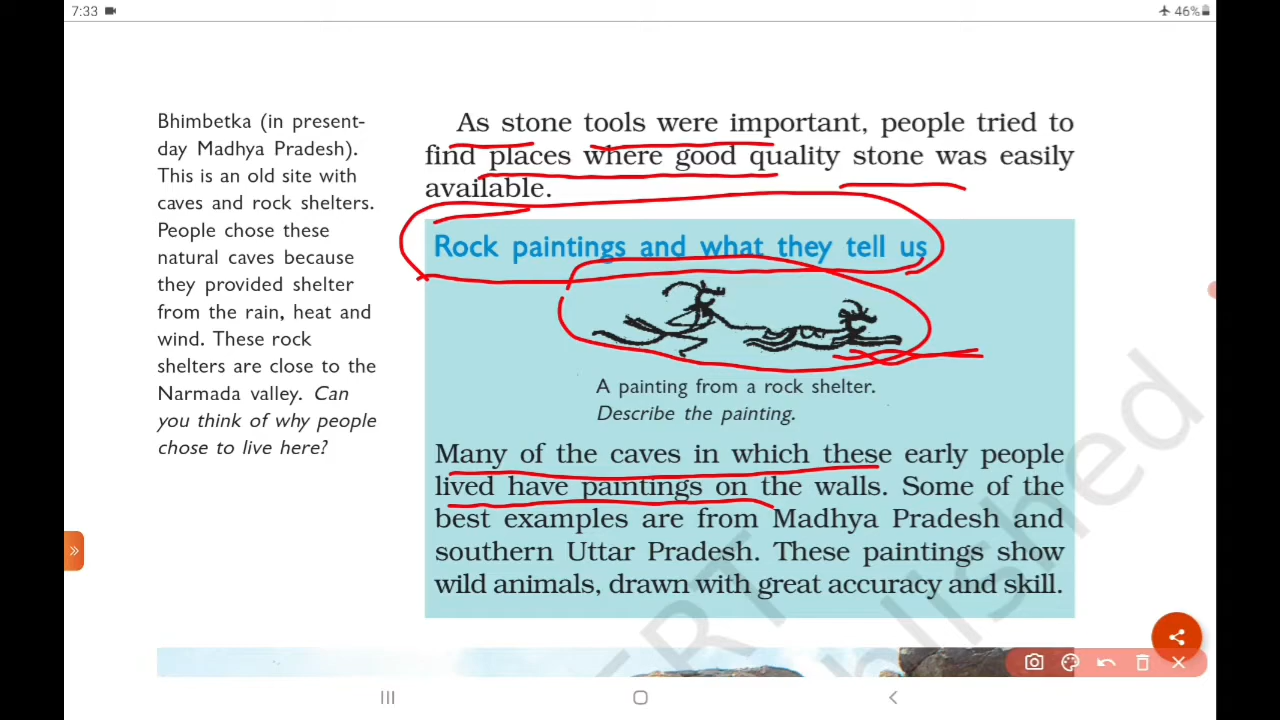 7:33
46%
Bhimbetka (in present-
day Madhya Pradesh).
This is an old site with
caves and rock shelters.
People chose these
natural caves because
they provided shelter
from the rain, heat and
wind. These rock
shelters are close to the
Narmada valley. Can
you think of why people
chose to live here?
As stone tools were important, people tried to
find places where good quality stone was easily
available.
Rock paintings and what they tell us
A painting from a rock shelter.
Describe the painting.
Many of the caves in which these early people
lived have paintings on the walls. Some of the
best examples are from Madhya Pradesh and
southern Uttar Pradesh. These paintings show
wild animals, drawn with great accuracy and skill.